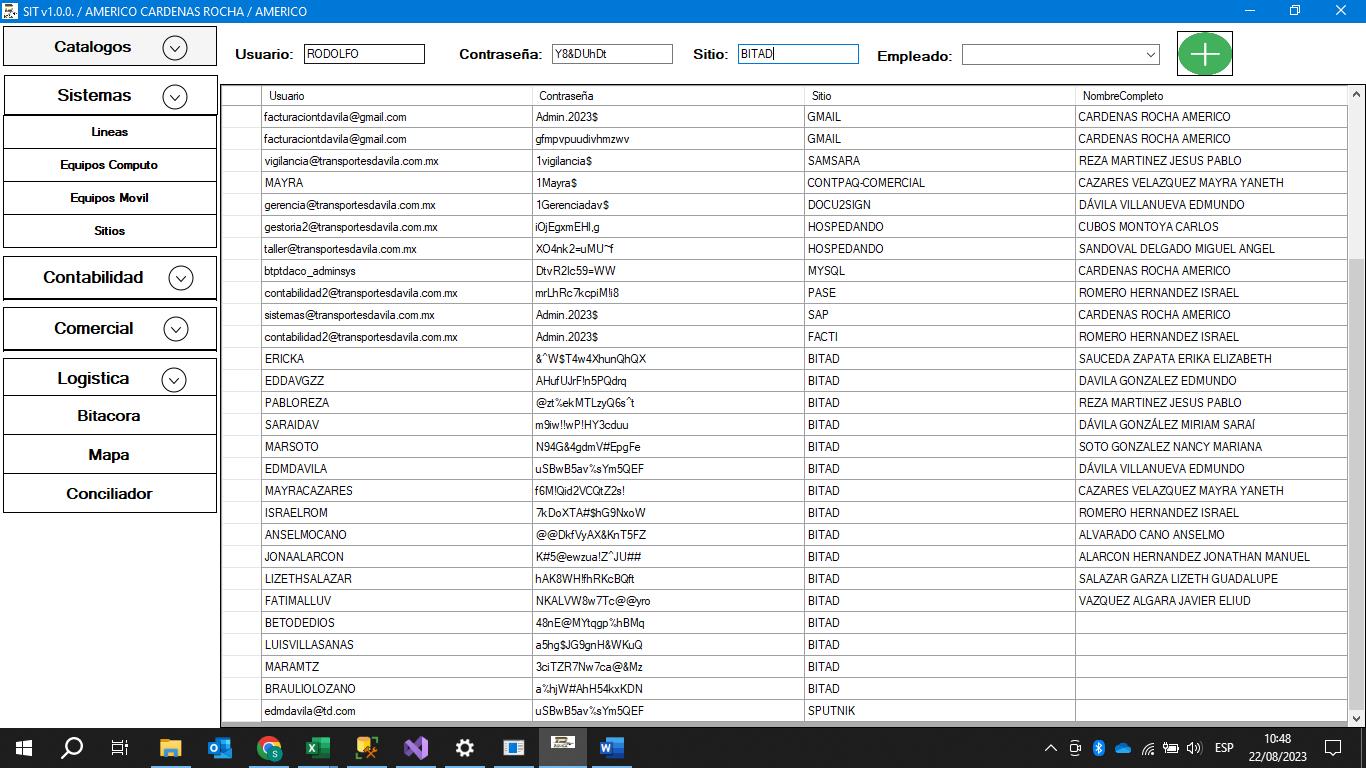 SIT v1.0.0. / AMERICO CARDENAS ROCHA / AMERICO
Catalogos
Usuario: RODOLFO Contraseña: Y8&DUhDt Sitio: BITAD Empleado:
Sistemas
Lineas
Equipos Computo
Equipos Movil
Sitios
Contabilidad
Comercial
Logistica
Bitacora
Mapa
Conciliador
Usuario Contraseña Sitio NombreCompleto
facturaciontdavila@gmail.com Admin.2023$ GMAIL CARDENAS ROCHA AMERICO
facturaciontdavila@gmail.com gfmpvpuudivhmzwv GMAIL CARDENAS ROCHA AMERICO
vigilancia@transportesdavila.com.mx 1vigilancia$ SAMSARA REZA MARTINEZ JESUS PABLO
MAYRA 1Mayra$ CONTPAQ-COMERCIAL CAZARES VELAZQUEZ MAYRA YANETH
gerencia@transportesdavila.com.mx 1Gerenciadav$ DOCU2SIGN DÁVILA VILLANUEVA EDMUNDO
gestoria2@transportesdavila.com.mx HOSPEDANDO CUBOS MONTOYA CARLOS
taller@transportesdavila.com.mx XO4nk2=uMU~f HOSPEDANDO SANDOVAL DELGADO MIGUEL ANGEL
btptdaco_adminsys MYSQL CARDENAS ROCHA AMERICO
contabilidad2@transportesdavila.com.mx PASE ROMERO HERNANDEZ ISRAEL
sistemas@transportesdavila.com.mx Admin.2023$ SAP CARDENAS ROCHA AMERICO
contabilidad2@transportesdavila.com.mx Admin.2023$ FACTI ROMERO HERNANDEZ ISRAEL
ERICKA &^W$T4w4XhunQhQX BITAD SAUCEDA ZAPATA ERIKA ELIZABETH
EDDAVGZZ AHufUJrF!n5PQdrq BITAD DAVILA GONZALEZ EDMUNDO
PABLOREZA @zt%ekMTLzyQ6s^t BITAD REZA MARTINEZ JESUS PABLO
SARAIDAV m9iw!!wP!HY3cduu BITAD DÁVILA GONZÁLEZ MIRIAM SARAÍ
MARSOTO N94G&4gdmV#EpgFe BITAD SOTO GONZALEZ NANCY MARIANA
EDMDAVILA uSBwB5av%sYm5QEF BITAD DÁVILA VILLANUEVA EDMUNDO
MAYRACAZARES f6M!Qid2VCQtZ2s! BITAD CAZARES VELAZQUEZ MAYRA YANETH
ISRAELROM 7kDoXTA#$hG9NxoW BITAD ROMERO HERNANDEZ ISRAEL
ANSELMOCANO @@DkfVyAX&KnT5FZ BITAD ALVARADO CANO ANSELMO
JONAALARCON K#5@ewzua!Z^JU## BITAD ALARCON HERNANDEZ JONATHAN MANUEL
LIZETHSALAZAR hAK8WH!fhRKcBQft BITAD SALAZAR GARZA LIZETH GUADALUPE
FATIMALLUV NKALVW8w7Tc@@yro BITAD VAZQUEZ ALGARA JAVIER ELIUD
BETODEDIOS 48nE@MYtqgp%hBMq BITAD
LUISVILLASANAS a5hg$JG9gnH&WKuQ BITAD
MARAMTZ 3ciTZR7Nw7ca@&Mz BITAD
BRAULIOLOZANO a%hjW#AhH54kxKDN BITAD
edmdavila@td.com uSBwB5av%sYm5QEF SPUTNIK
ESP
10:48
22/08/2023